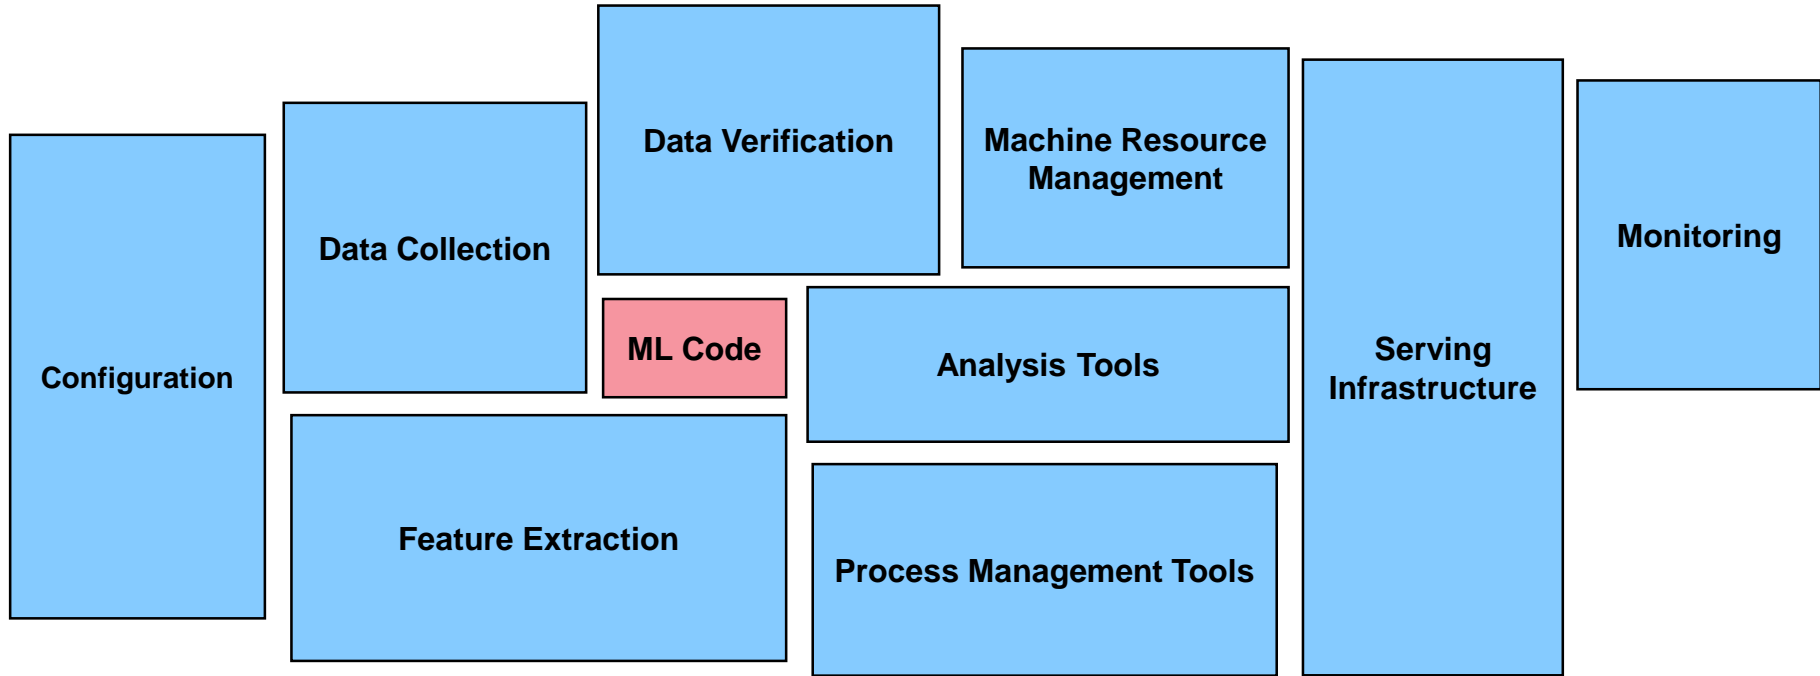 Configuration
Data Collection
Data Verification
Machine Resource
Management
ML Code
Analysis Tools
Feature Extraction
Process Management Tools
Serving
Infrastructure
Monitoring